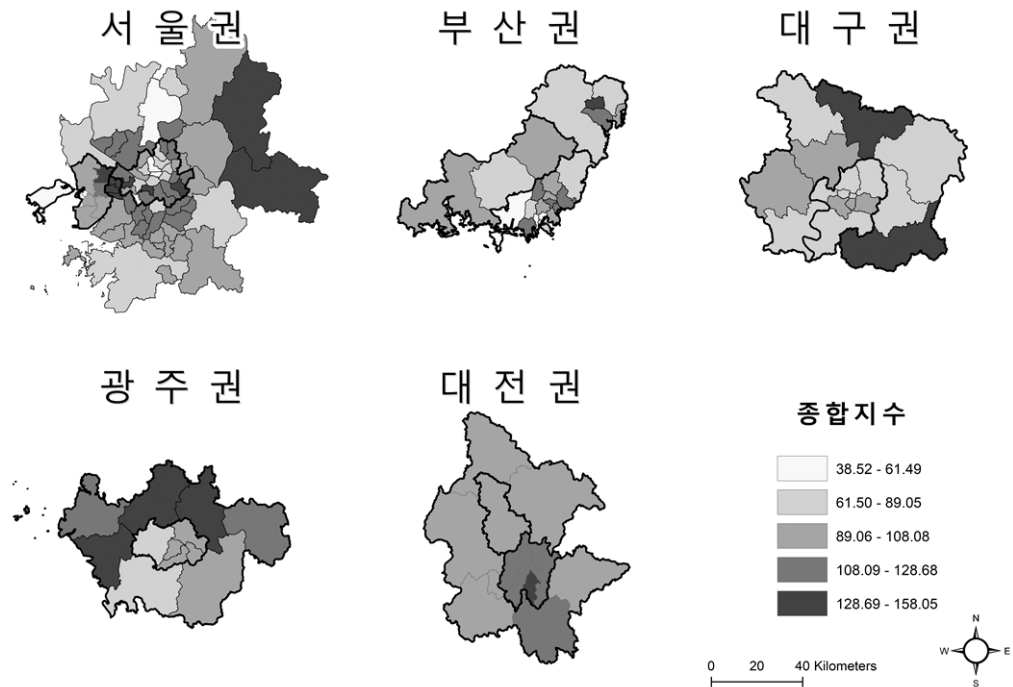 서울권
부산권
대구권
광주권
대전권
종합지수
38.52 - 61.49
61.50 - 89.05
89.06 - 108.08
108.09 - 128.68
128.69 - 158.05
0 20 40 Kilometers
N
W E
S